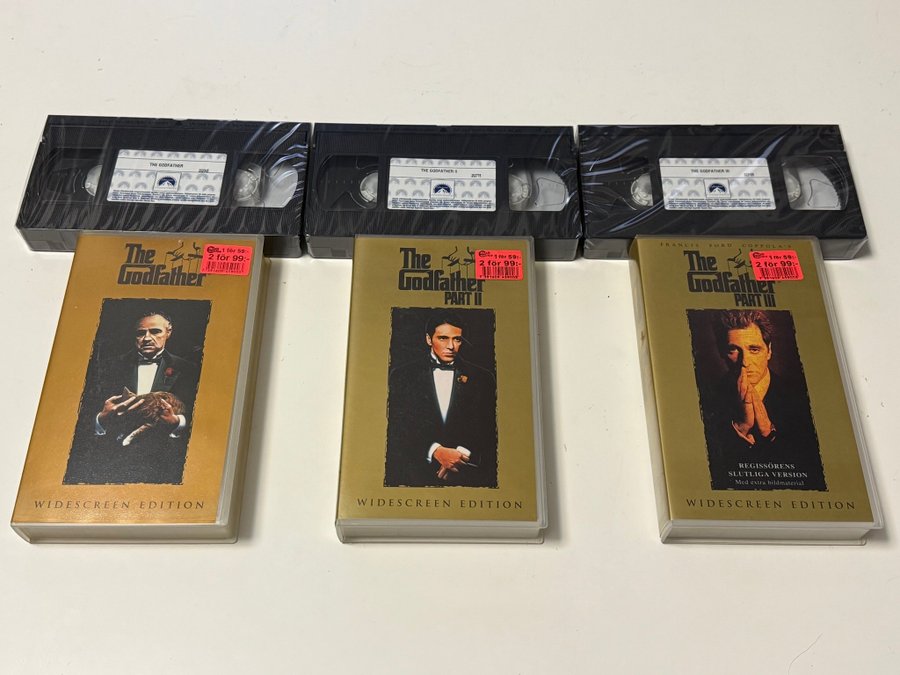 THE GODFATHER
THE GODFATHER II
THE GODFATHER III
The
Godfather
1 för 59:-
2 för 99:-
WIDESCREEN EDITION
The
Godfather
PART II
1 för 59:-
2 för 99:-
WIDESCREEN EDITION
FRANCIS FORD COPPOLA'S
The
Godfather
PART III
1 för 59:-
2 för 99:-
REGISSÖRENS
SLUTLIGA VERSION
Med extra bildmaterial
WIDESCREEN EDITION